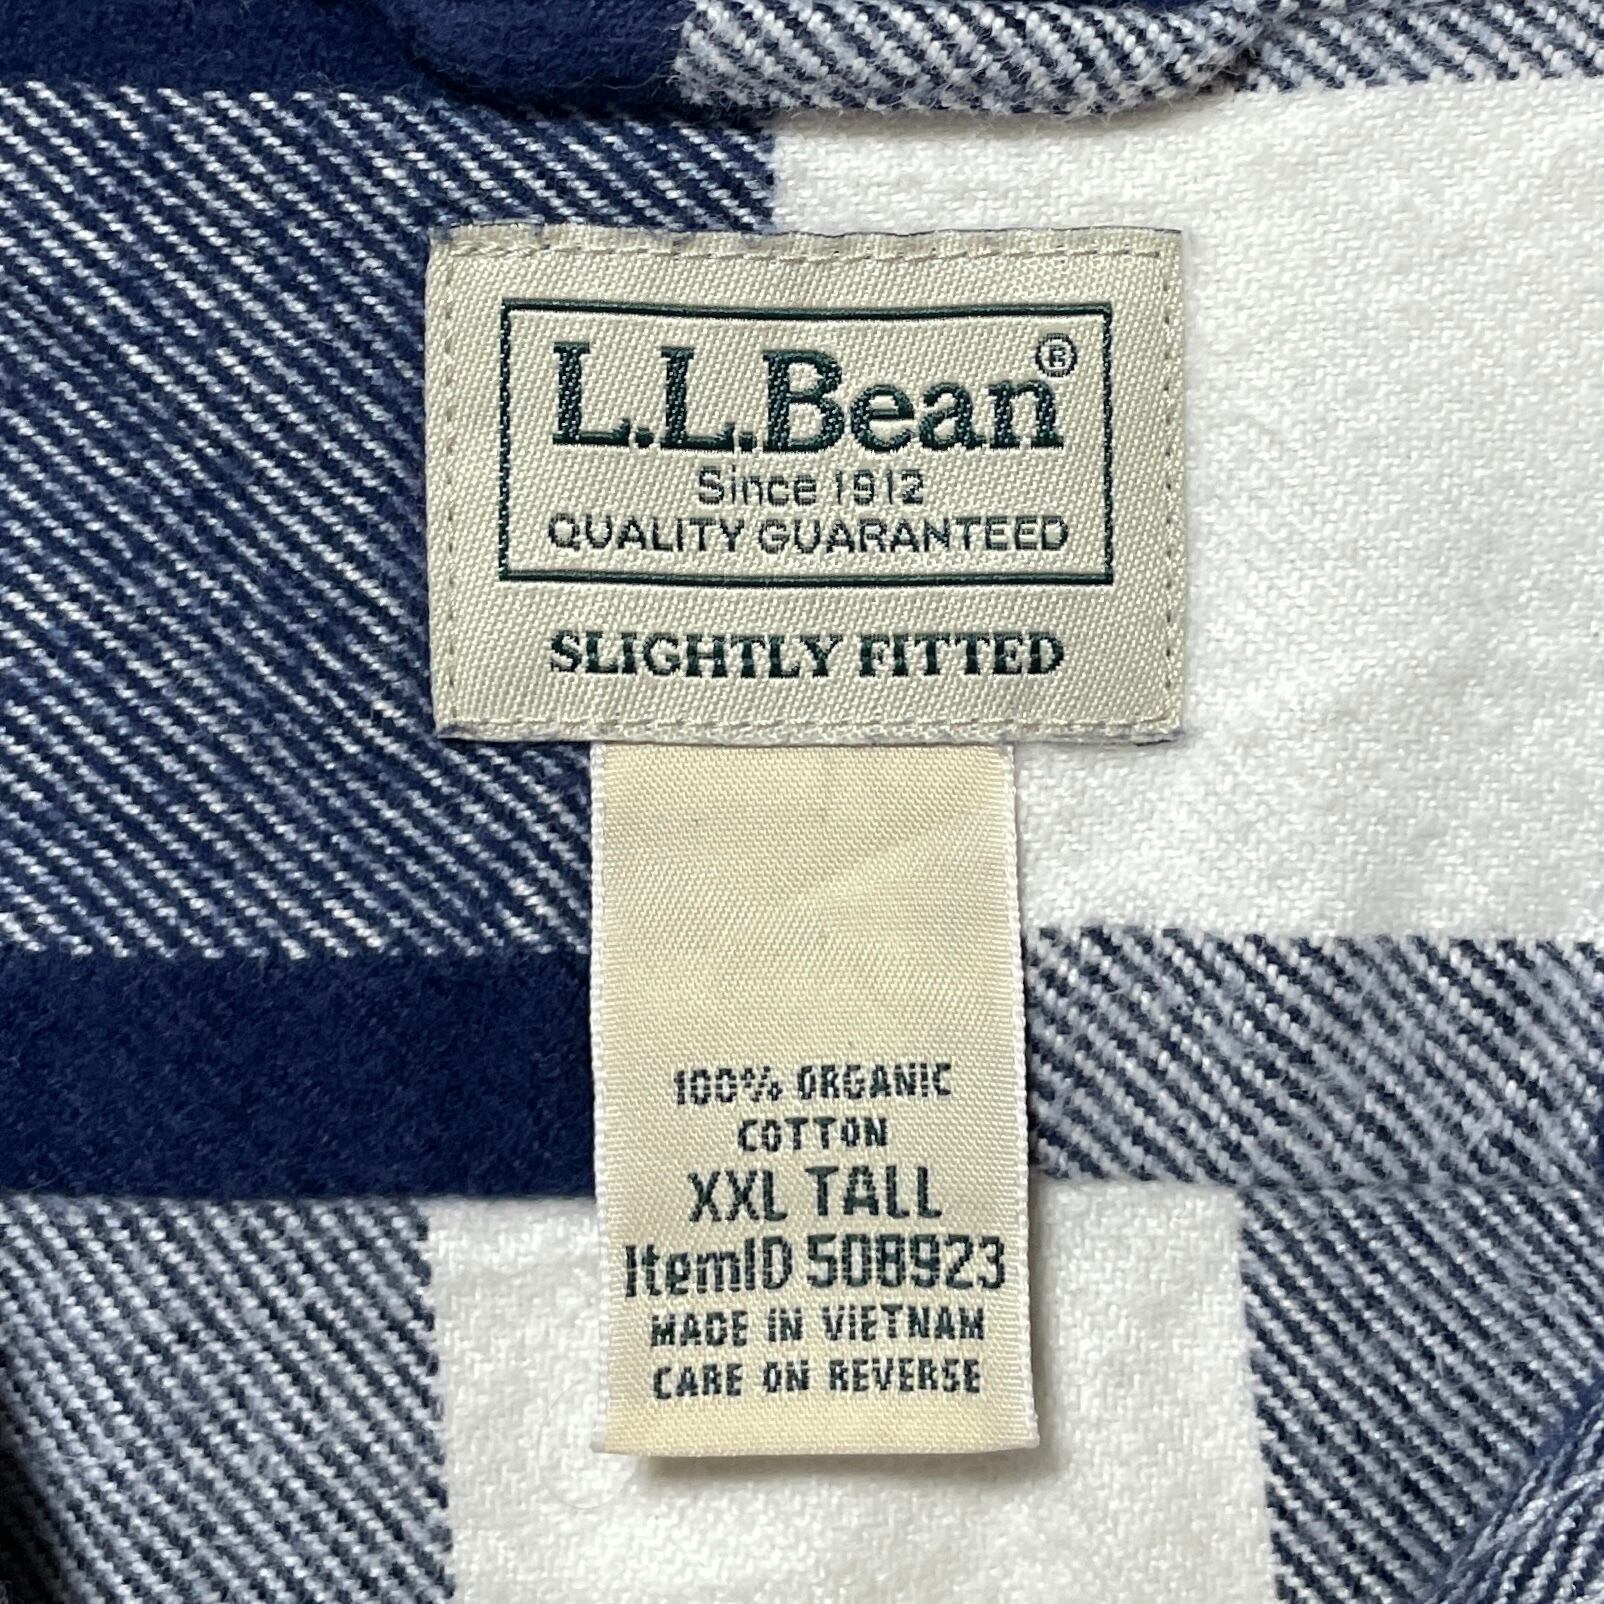 L.L.Bean®
Since 1912
QUALITY GUARANTEED
SLIGHTLY FITTED
100% ORGANIC
COTTON
XXL TALL
ItemID 508923
MADE IN VIETNAM
CARE ON REVERSE